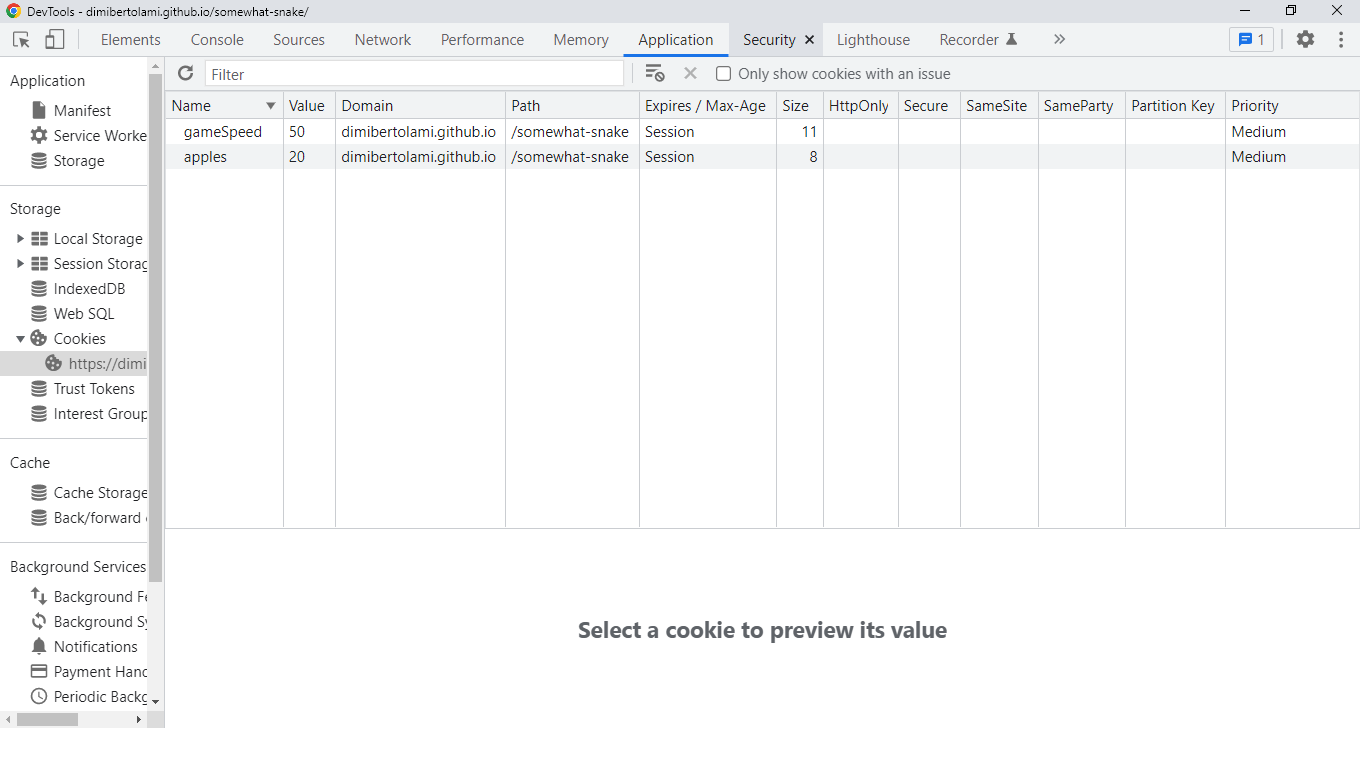 DevTools - dimibertolami.github.io/somewhat-snake/
Elements Console Sources Network Performance Memory Application Security Lighthouse Recorder 1
Application
Manifest
Service Worke
Storage
Storage
Local Storage
Session Storag
IndexedDB
Web SQL
Cookies
https://dimi
Trust Tokens
Interest Group
Cache
Cache Storage
Back/forward
Background Services
Background Fe
Background Sy
Notifications
Payment Hand
Periodic Backg
Filter Only show cookies with an issue
Name Value Domain Path Expires / Max-Age Size HttpOnly Secure SameSite SameParty Partition Key Priority
gameSpeed 50 dimibertolami.github.io /somewhat-snake Session 11 Medium
apples 20 dimibertolami.github.io /somewhat-snake Session 8 Medium
Select a cookie to preview its value